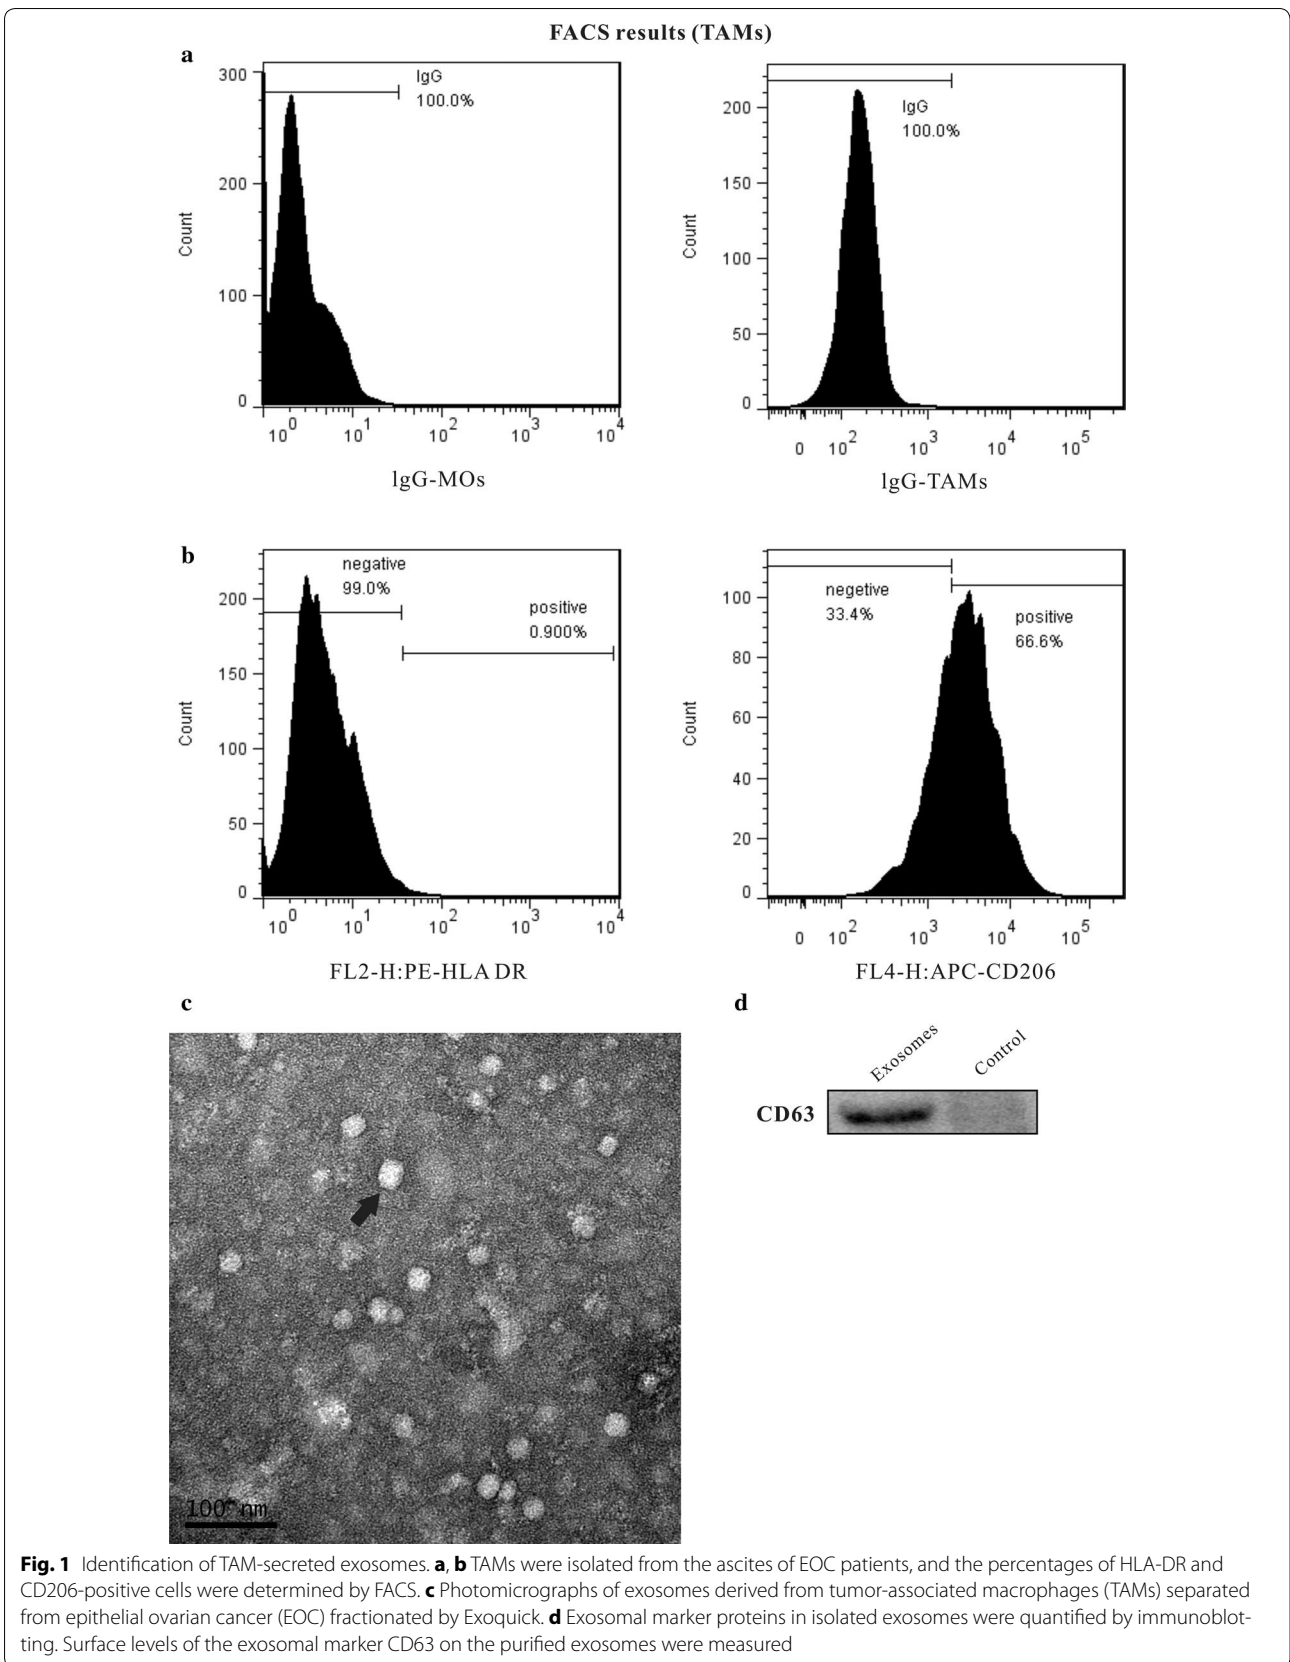 FACS results (TAMs)
a
300
200
100
0
Count
IgG
100.0%
10^0 10^1 10^2 10^3 10^4
lgG-MOs
200
150
100
50
0
Count
IgG
100.0%
0 10^2 10^3 10^4 10^5
lgG-TAMs
b
200
150
100
50
0
Count
negative
99.0%
positive
0.900%
10^0 10^1 10^2 10^3 10^4
FL2-H:PE-HLA DR
100
80
60
40
20
0
Count
negetive
33.4%
positive
66.6%
0 10^2 10^3 10^4 10^5
FL4-H:APC-CD206
c
100 nm
d
Exosomes
Control
CD63
Fig. 1 Identification of TAM-secreted exosomes. a, b TAMs were isolated from the ascites of EOC patients, and the percentages of HLA-DR and
CD206-positive cells were determined by FACS. c Photomicrographs of exosomes derived from tumor-associated macrophages (TAMs) separated
from epithelial ovarian cancer (EOC) fractionated by Exoquick. d Exosomal marker proteins in isolated exosomes were quantified by immunoblot-
ting. Surface levels of the exosomal marker CD63 on the purified exosomes were measured